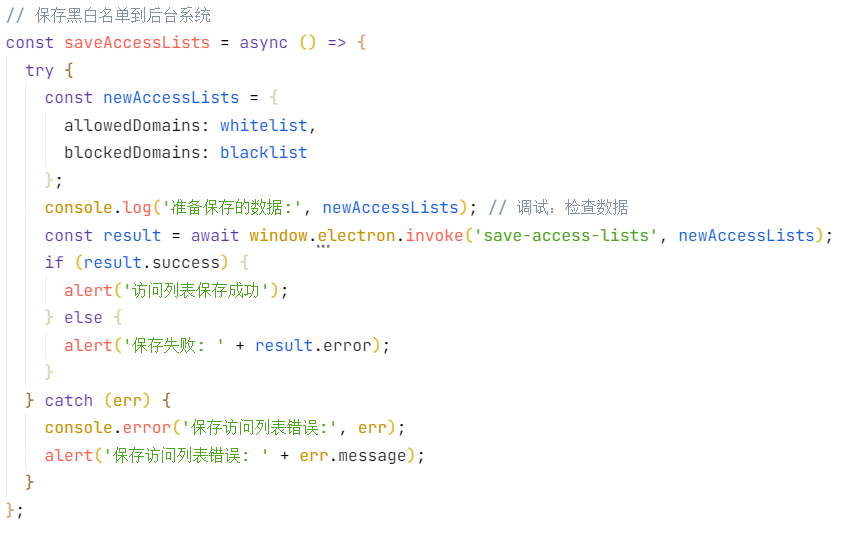 // 保存黑白名单到后台系统
const saveAccessLists = async () => {
  try {
    const newAccessLists = {
      allowedDomains: whitelist,
      blockedDomains: blacklist
    };
    console.log('准备保存的数据:', newAccessLists); // 调试：检查数据
    const result = await window.electron.invoke('save-access-lists', newAccessLists);
    if (result.success) {
      alert('访问列表保存成功');
    } else {
      alert('保存失败: ' + result.error);
    }
  } catch (err) {
    console.error('保存访问列表错误:', err);
    alert('保存访问列表错误: ' + err.message);
  }
};